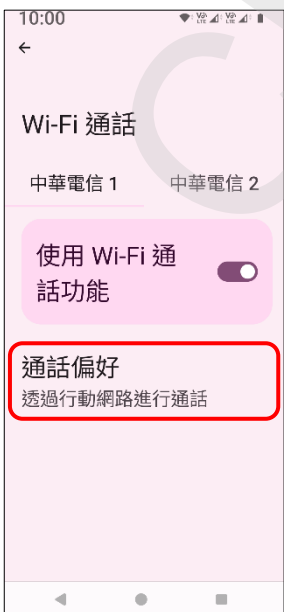 10:00
Wi-Fi 通話
中華電信 1 中華電信 2
使用 Wi-Fi 通
話功能
通話偏好
透過行動網路進行通話